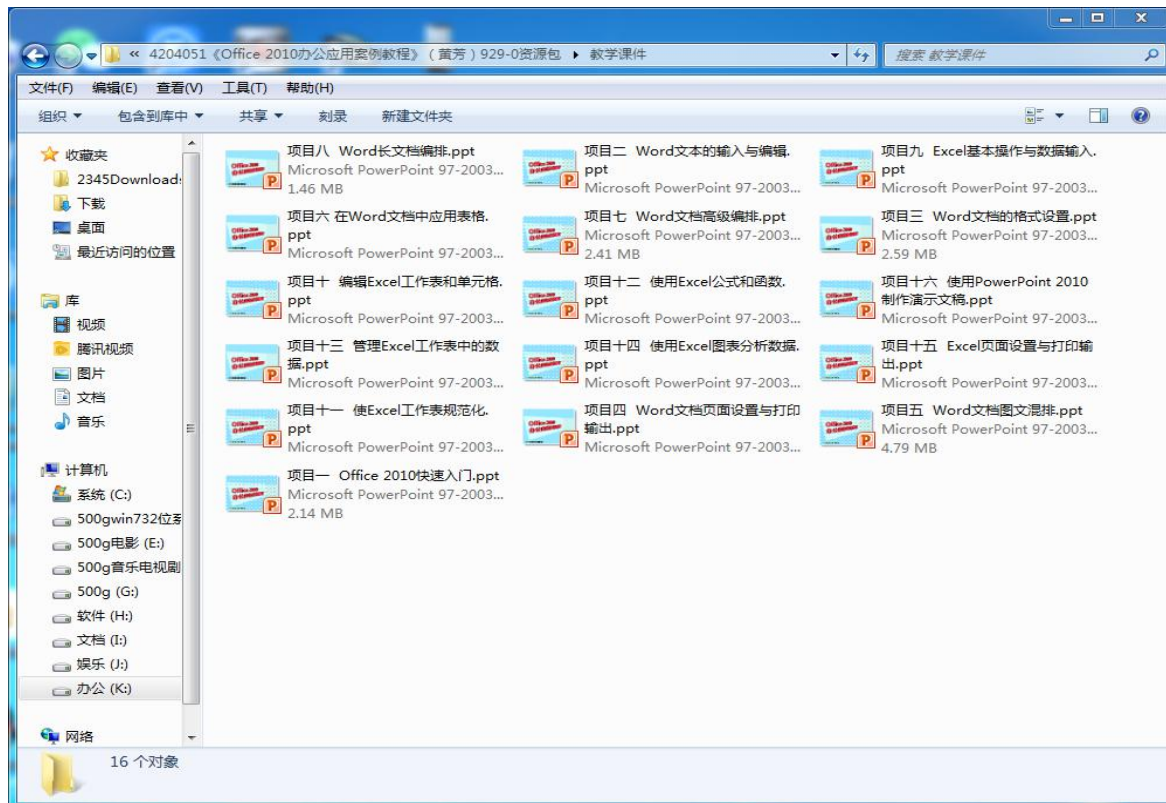 « 4204051《Office 2010办公应用案例教程》（黄芳）929-0资源包 ▸ 教学课件
搜索 教学课件
文件(F) 编辑(E) 查看(V) 工具(T) 帮助(H)
组织 包含到库中 共享 刻录 新建文件夹
收藏夹
2345Downloads
下载
桌面
最近访问的位置
库
视频
腾讯视频
图片
文档
音乐
计算机
系统 (C:)
500gwin732位系
500g电影 (E:)
500g音乐电视剧
500g (G:)
软件 (H:)
文档 (I:)
娱乐 (J:)
办公 (K:)
网络
项目八 Word长文档编排.ppt
Microsoft PowerPoint 97-2003...
1.46 MB
项目二 Word文本的输入与编辑.
ppt
Microsoft PowerPoint 97-2003...
项目九 Excel基本操作与数据输入.
ppt
Microsoft PowerPoint 97-2003...
项目六 在Word文档中应用表格.
ppt
Microsoft PowerPoint 97-2003...
项目七 Word文档高级编排.ppt
Microsoft PowerPoint 97-2003...
2.41 MB
项目三 Word文档的格式设置.ppt
Microsoft PowerPoint 97-2003...
2.59 MB
项目十 编辑Excel工作表和单元格.
ppt
Microsoft PowerPoint 97-2003...
项目十二 使用Excel公式和函数.
ppt
Microsoft PowerPoint 97-2003...
项目十六 使用PowerPoint 2010
制作演示文稿.ppt
Microsoft PowerPoint 97-2003...
项目十三 管理Excel工作表中的数
据.ppt
Microsoft PowerPoint 97-2003...
项目十四 使用Excel图表分析数据.
ppt
Microsoft PowerPoint 97-2003...
项目十五 Excel页面设置与打印输
出.ppt
Microsoft PowerPoint 97-2003...
项目十一 使Excel工作表规范化.
ppt
Microsoft PowerPoint 97-2003...
项目四 Word文档页面设置与打印
输出.ppt
Microsoft PowerPoint 97-2003...
项目五 Word文档图文混排.ppt
Microsoft PowerPoint 97-2003...
4.79 MB
项目一 Office 2010快速入门.ppt
Microsoft PowerPoint 97-2003...
2.14 MB
16 个对象